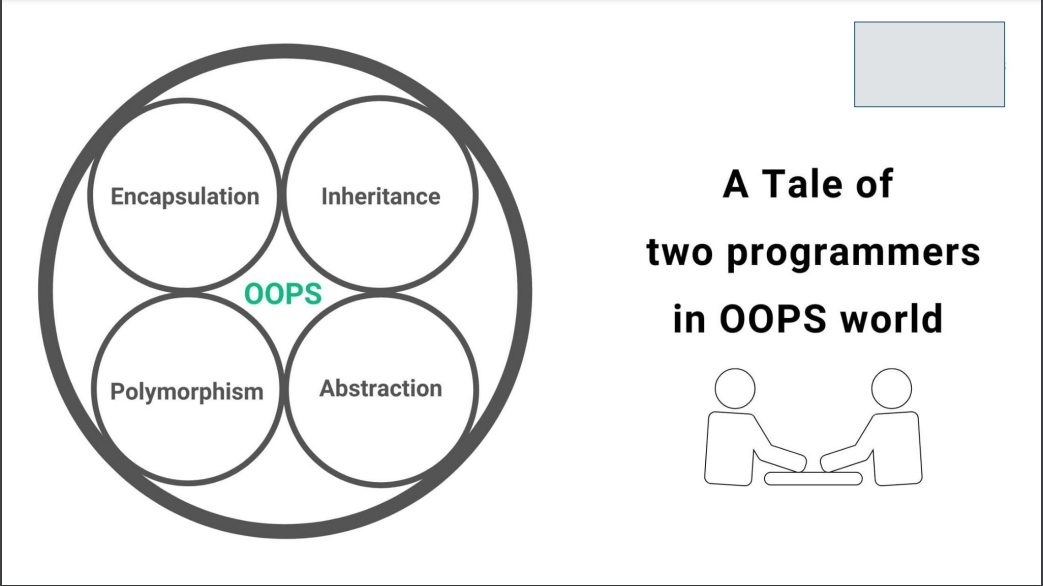 Encapsulation
Inheritance
OOPS
Polymorphism
Abstraction
A Tale of
two programmers
in OOPS world